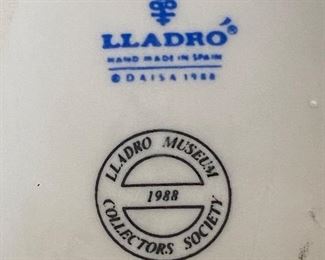 LLADRÓ®
HAND MADE IN SPAIN
© DAISA 1988
LLADRO MUSEUM
1988
COLLECTORS SOCIETY